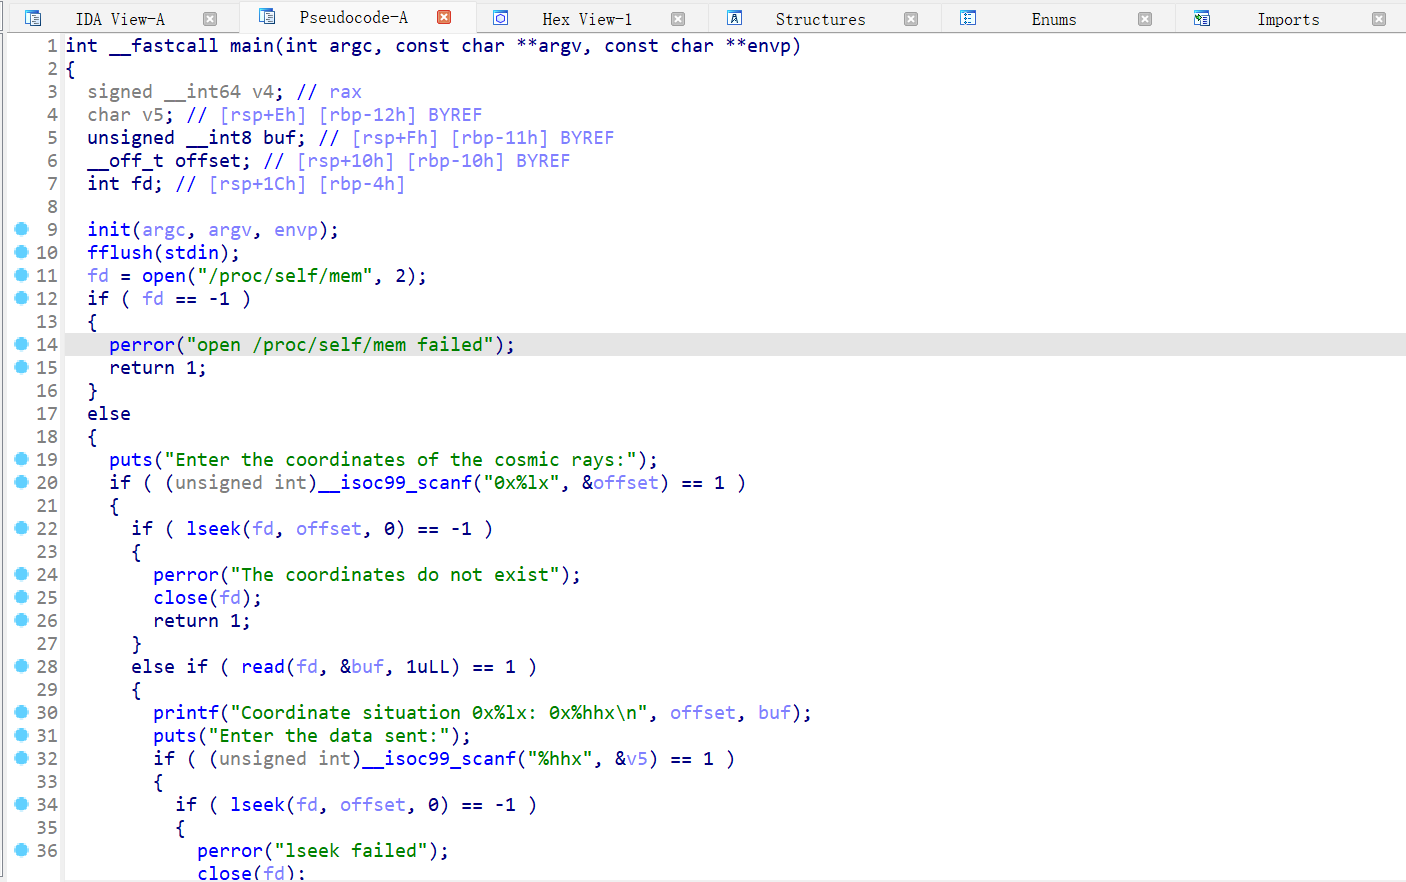 IDA View-A Pseudocode-A Hex View-1 Structures Enums Imports
1 int __fastcall main(int argc, const char **argv, const char **envp)
2 {
3 signed __int64 v4; // rax
4 char v5; // [rsp+Eh] [rbp-12h] BYREF
5 unsigned __int8 buf; // [rsp+Fh] [rbp-11h] BYREF
6 __off_t offset; // [rsp+10h] [rbp-10h] BYREF
7 int fd; // [rsp+1Ch] [rbp-4h]
8
9 init(argc, argv, envp);
10 fflush(stdin);
11 fd = open("/proc/self/mem", 2);
12 if ( fd == -1 )
13 {
14 perror("open /proc/self/mem failed");
15 return 1;
16 }
17 else
18 {
19 puts("Enter the coordinates of the cosmic rays:");
20 if ( (unsigned int)__isoc99_scanf("0x%lx", &offset) == 1 )
21 {
22 if ( lseek(fd, offset, 0) == -1 )
23 {
24 perror("The coordinates do not exist");
25 close(fd);
26 return 1;
27 }
28 else if ( read(fd, &buf, 1uLL) == 1 )
29 {
30 printf("Coordinate situation 0x%lx: 0x%hhx\n", offset, buf);
31 puts("Enter the data sent:");
32 if ( (unsigned int)__isoc99_scanf("%hhx", &v5) == 1 )
33 {
34 if ( lseek(fd, offset, 0) == -1 )
35 {
36 perror("lseek failed");
close(fd);